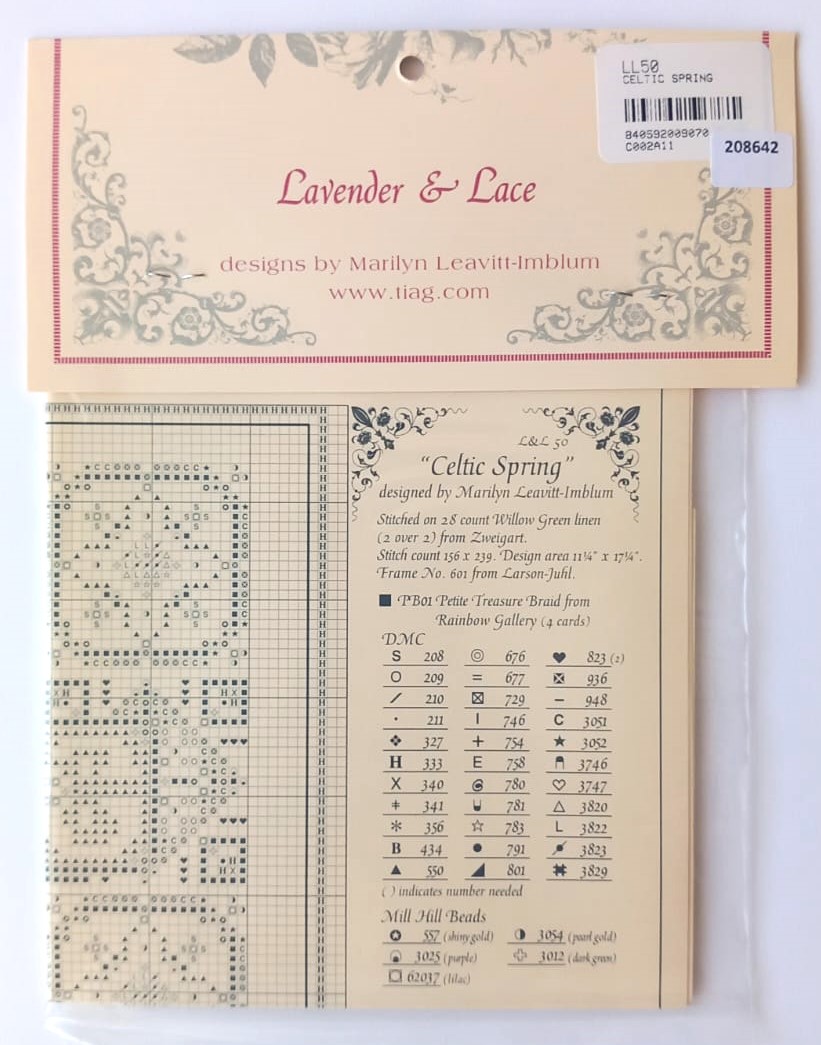 LL50
CELTIC SPRING
840592009070
C002A11
208642
Lavender & Lace
designs by Marilyn Leavitt-Imblum
www.tiag.com
L&L 50
"Celtic Spring"
designed by Marilyn Leavitt-Imblum
Stitched on 28 count Willow Green linen
(2 over 2) from Zweigart.
Stitch count 156 x 239. Design area 11¼" x 17¼".
Frame No. 601 from Larson-Juhl.
PB01 Petite Treasure Braid from
Rainbow Gallery (4 cards)
DMC
S 208 676 823 (2)
O 209 = 677 936
/ 210 729 – 948
· 211 I 746 C 3051
327 + 754 ★ 3052
H 333 E 758 3746
X 340 780 ♡ 3747
ǂ 341 781 △ 3820
* 356 ☆ 783 L 3822
B 434 ● 791 3823
▲ 550 801 3829
( ) indicates number needed
Mill Hill Beads
557 (shiny gold) 3054 (pearl gold)
3025 (purple) 3012 (dark green)
62037 (lilac)